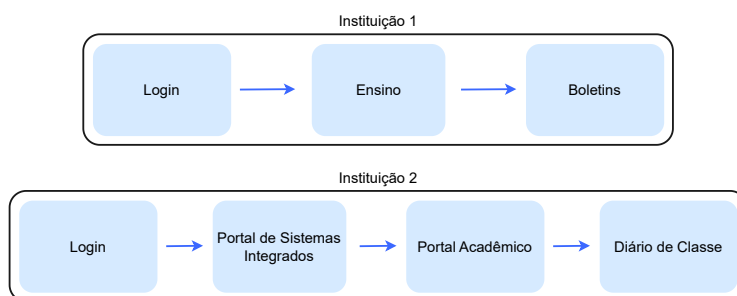 Instituição 1
Login
Ensino
Boletins
Instituição 2
Login
Portal de Sistemas
Integrados
Portal Acadêmico
Diário de Classe